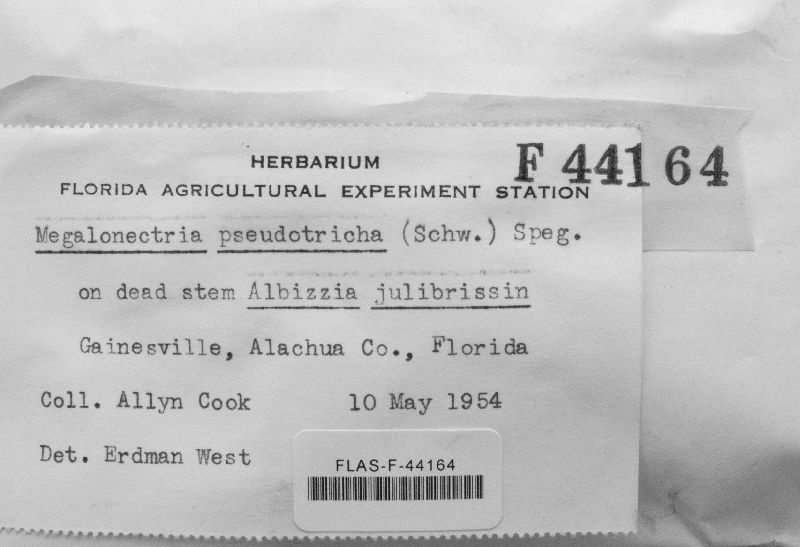 HERBARIUM
F 44164
FLORIDA AGRICULTURAL EXPERIMENT STATION
Megalonectria pseudotricha (Schw.) Speg.
on dead stem Albizzia julibrissin
Gainesville, Alachua Co., Florida
Coll. Allyn Cook 10 May 1954
Det. Erdman West
FLAS-F-44164